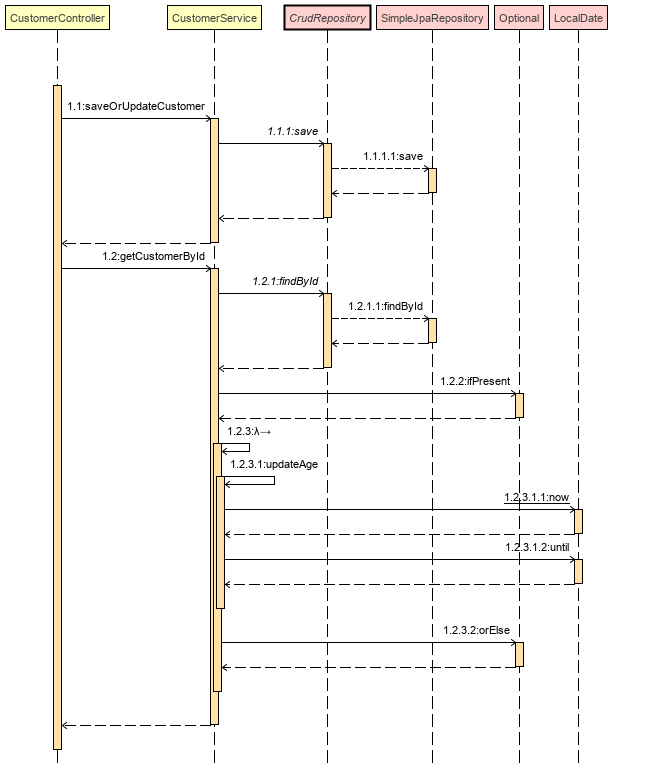 CustomerController CustomerService CrudRepository SimpleJpaRepository Optional LocalDate
1.1:saveOrUpdateCustomer
1.1.1:save
1.1.1.1:save
1.2:getCustomerById
1.2.1:findById
1.2.1.1:findById
1.2.2:ifPresent
1.2.3:λ→
1.2.3.1:updateAge
1.2.3.1.1:now
1.2.3.1.2:until
1.2.3.2:orElse